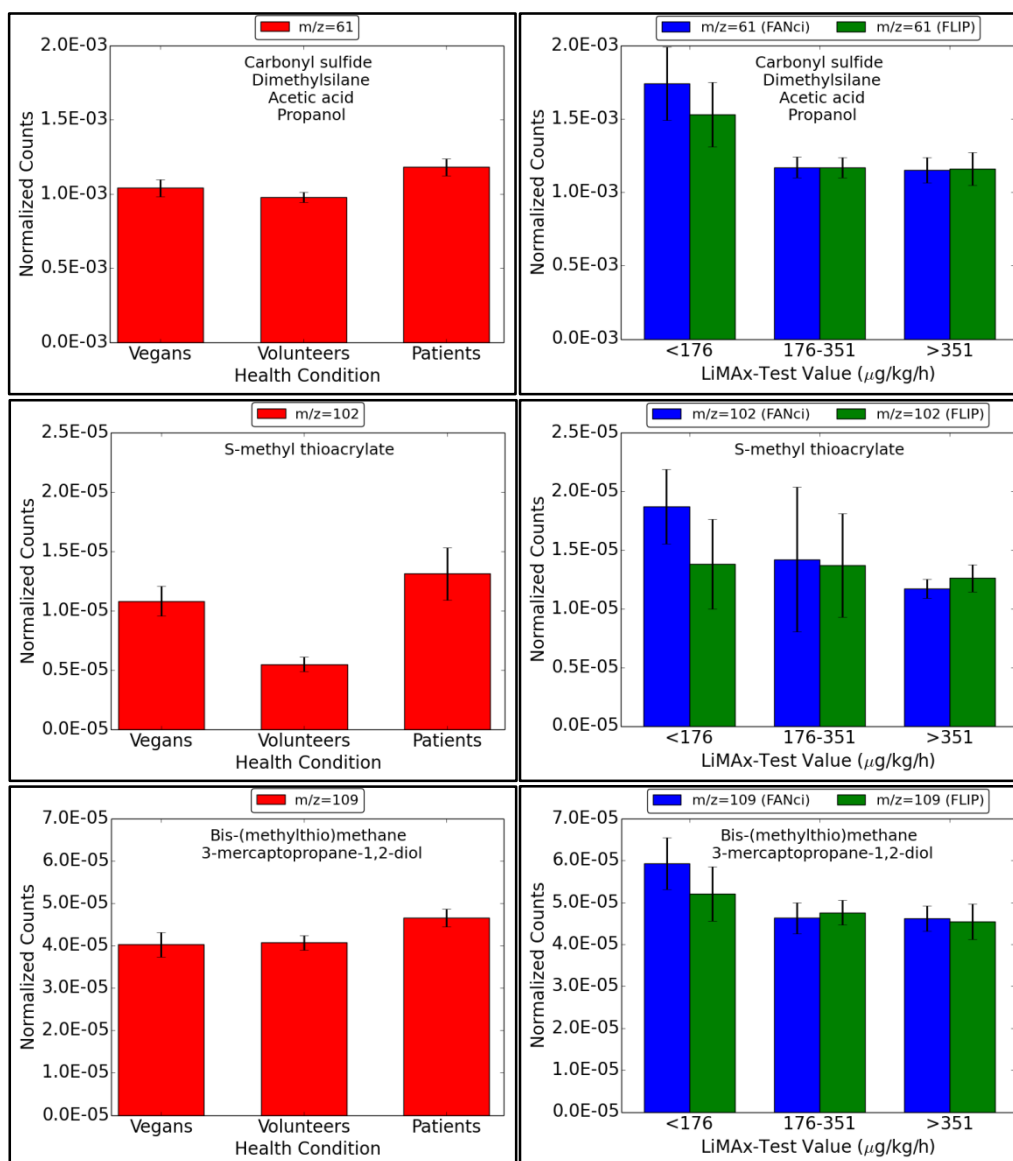 m/z=61
2.0E-03
1.5E-03
1.0E-03
0.5E-03
0.0E-03
Normalized Counts
Carbonyl sulfide
Dimethylsilane
Acetic acid
Propanol
Vegans Volunteers Patients
Health Condition
m/z=61 (FANci) m/z=61 (FLIP)
2.0E-03
1.5E-03
1.0E-03
0.5E-03
0.0E-03
Normalized Counts
Carbonyl sulfide
Dimethylsilane
Acetic acid
Propanol
<176 176-351 >351
LiMAx-Test Value (μg/kg/h)
m/z=102
2.5E-05
2.0E-05
1.5E-05
1.0E-05
0.5E-05
0.0E-05
Normalized Counts
S-methyl thioacrylate
Vegans Volunteers Patients
Health Condition
m/z=102 (FANci) m/z=102 (FLIP)
2.5E-05
2.0E-05
1.5E-05
1.0E-05
0.5E-05
0.0E-05
Normalized Counts
S-methyl thioacrylate
<176 176-351 >351
LiMAx-Test Value (μg/kg/h)
m/z=109
7.0E-05
6.0E-05
5.0E-05
4.0E-05
3.0E-05
2.0E-05
1.0E-05
0.0E-05
Normalized Counts
Bis-(methylthio)methane
3-mercaptopropane-1,2-diol
Vegans Volunteers Patients
Health Condition
m/z=109 (FANci) m/z=109 (FLIP)
7.0E-05
6.0E-05
5.0E-05
4.0E-05
3.0E-05
2.0E-05
1.0E-05
0.0E-05
Normalized Counts
Bis-(methylthio)methane
3-mercaptopropane-1,2-diol
<176 176-351 >351
LiMAx-Test Value (μg/kg/h)